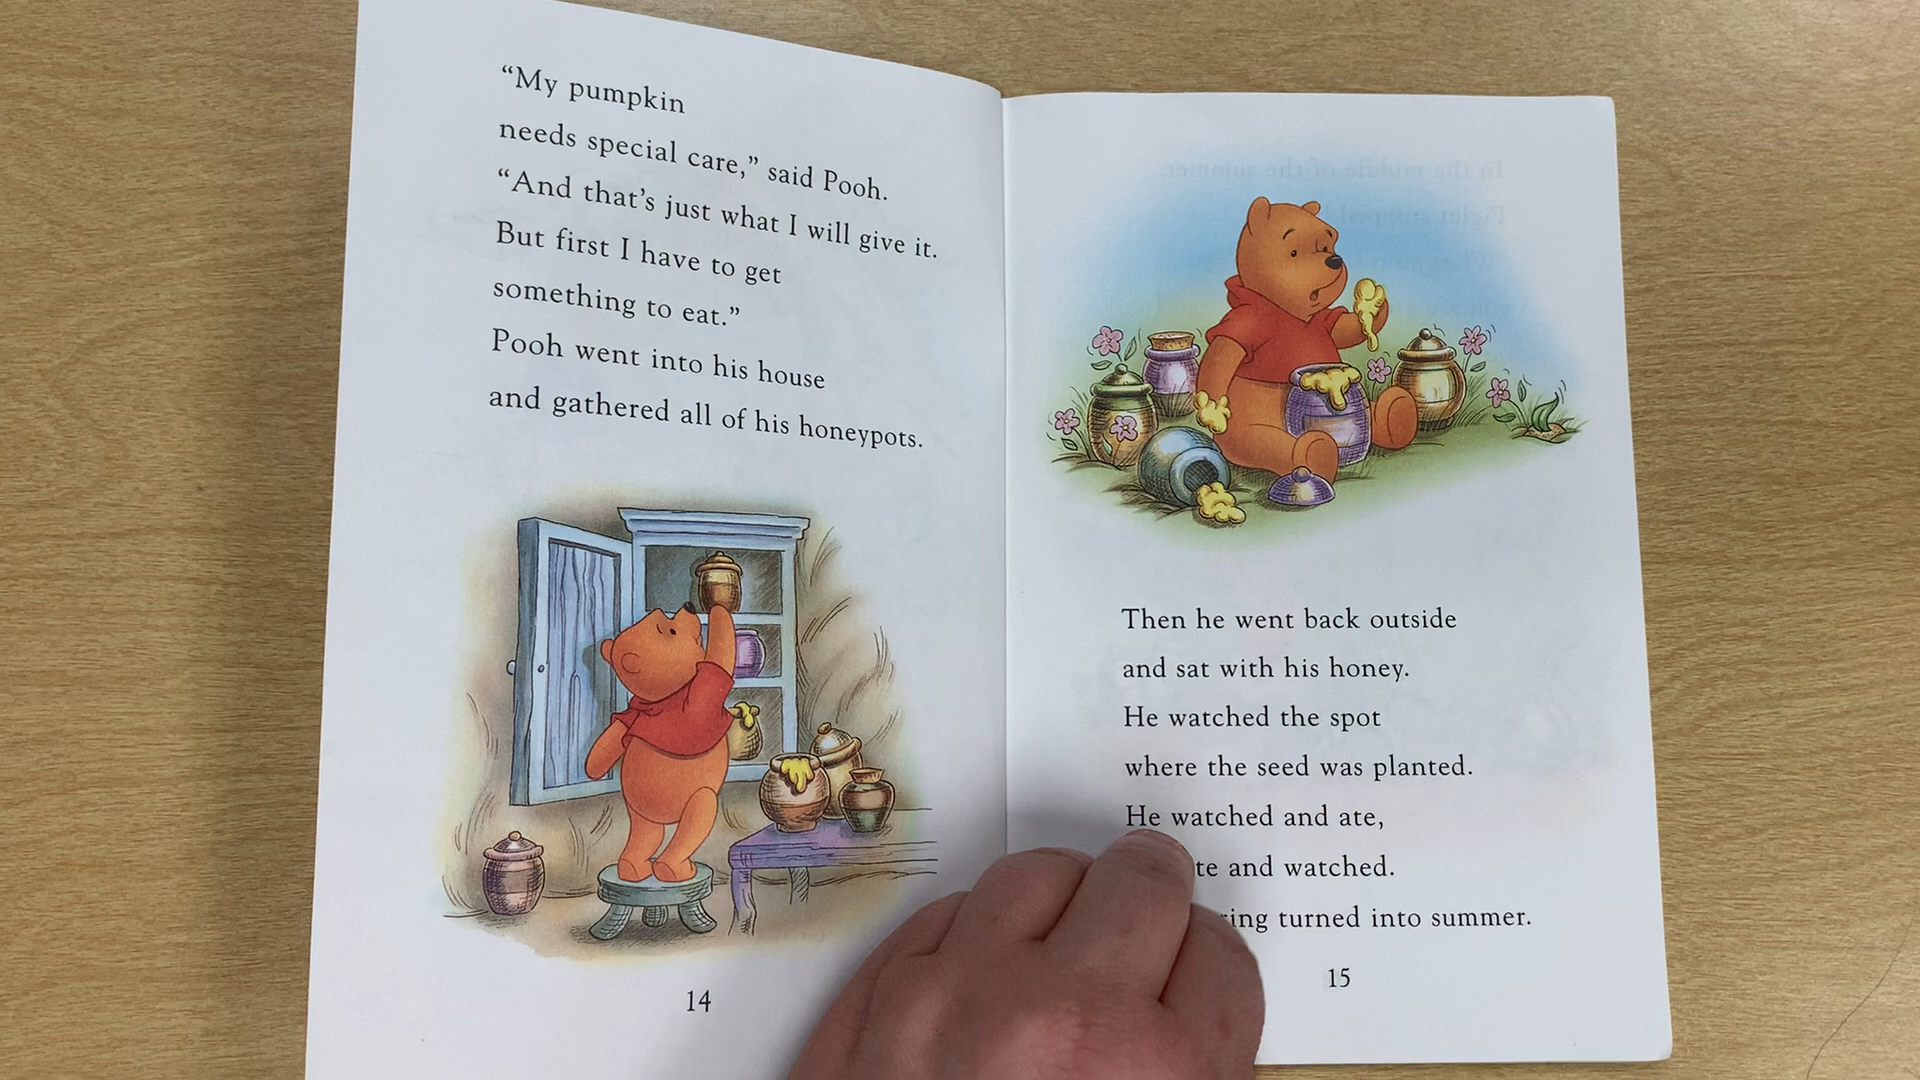 “My pumpkin
needs special care,” said Pooh.
“And that’s just what I will give it.
But first I have to get
something to eat.”
Pooh went into his house
and gathered all of his honeypots.
14
Then he went back outside
and sat with his honey.
He watched the spot
where the seed was planted.
He watched and ate,
and watched.
turned into summer.
15